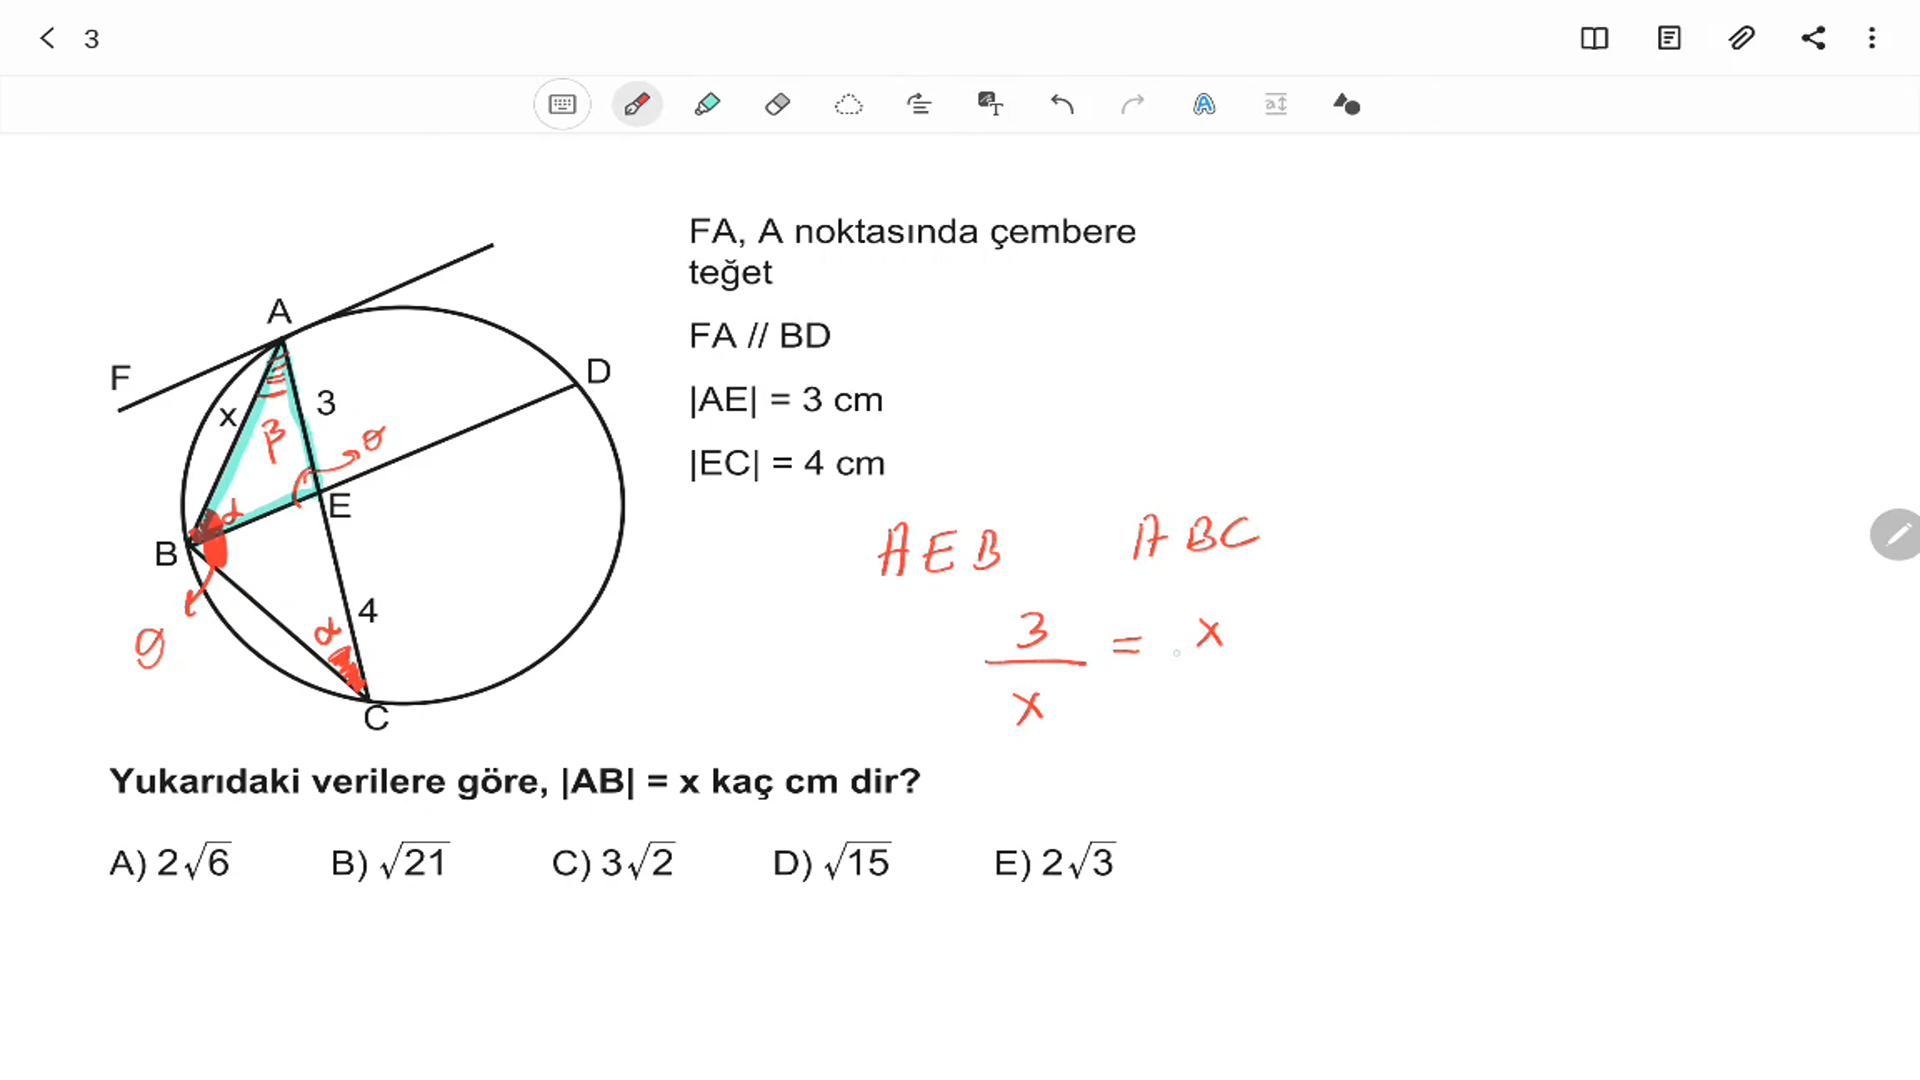 3
FA, A noktasında çembere
teğet
FA // BD
|AE| = 3 cm
|EC| = 4 cm
A
F
D
x
3
β
θ
α
E
B
θ
α
4
C
AEB ABC
3/x = x
Yukarıdaki verilere göre, |AB| = x kaç cm dir?
A) 2√6 B) √21 C) 3√2 D) √15 E) 2√3